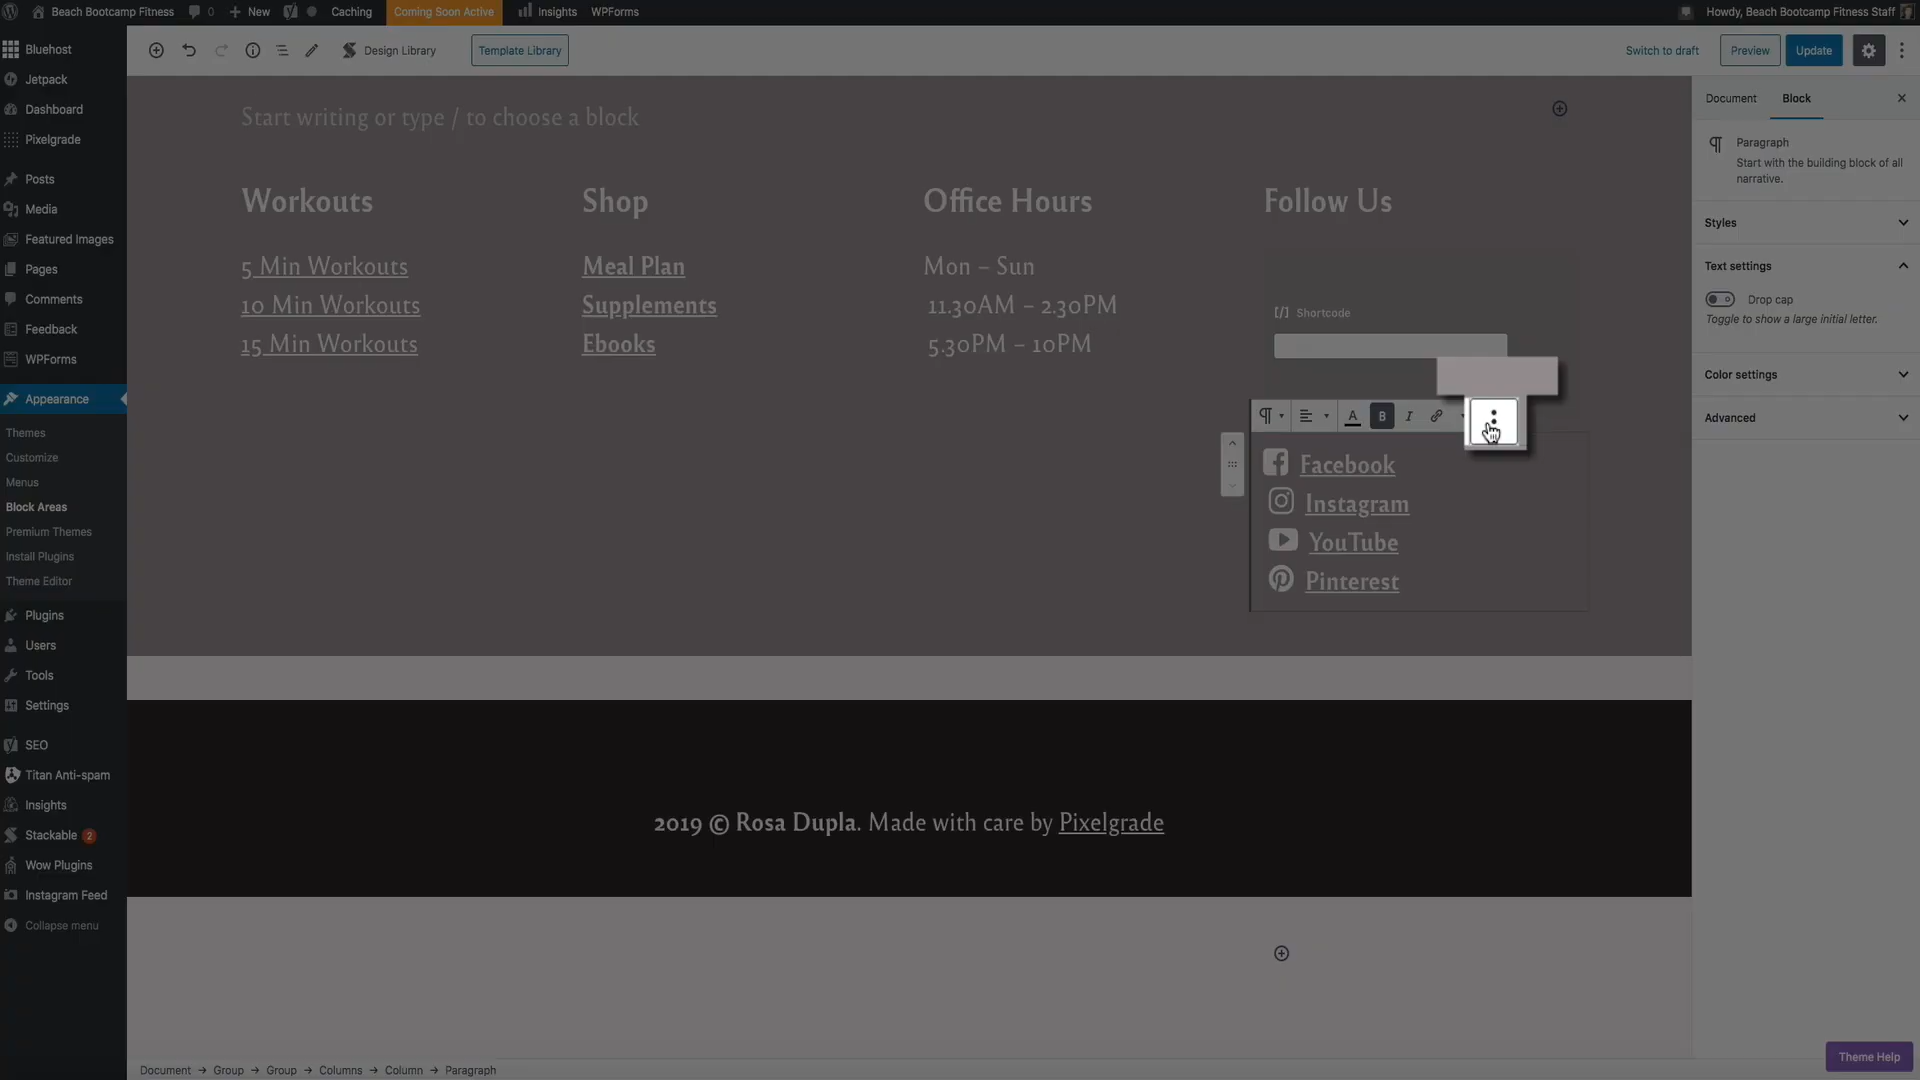 Beach Bootcamp Fitness 0 New Caching Coming Soon Active Insights WPForms Howdy, Beach Bootcamp Fitness Staff
Bluehost
Jetpack
Dashboard
Pixelgrade
Posts
Media
Featured Images
Pages
Comments
Feedback
WPForms
Appearance
Themes
Customize
Menus
Block Areas
Premium Themes
Install Plugins
Theme Editor
Plugins
Users
Tools
Settings
SEO
Titan Anti-spam
Insights
Stackable 2
Wow Plugins
Instagram Feed
Collapse menu
Design Library Template Library Switch to draft Preview Update
Start writing or type / to choose a block
Workouts
5 Min Workouts
10 Min Workouts
15 Min Workouts
Shop
Meal Plan
Supplements
Ebooks
Office Hours
Mon – Sun
11.30AM – 2.30PM
5.30PM – 10PM
Follow Us
[/] Shortcode
A B I
Facebook
Instagram
YouTube
Pinterest
2019 © Rosa Dupla. Made with care by Pixelgrade
Document Block
Paragraph
Start with the building block of all
narrative.
Styles
Text settings
Drop cap
Toggle to show a large initial letter.
Color settings
Advanced
Document → Group → Group → Columns → Column → Paragraph
Theme Help